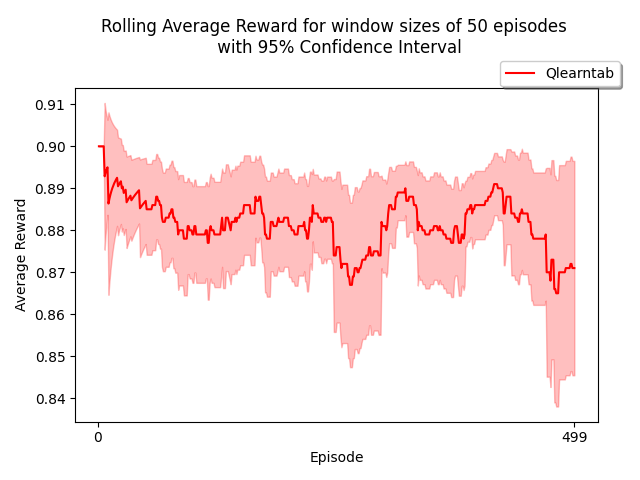 Rolling Average Reward for window sizes of 50 episodes
with 95% Confidence Interval
Qlearntab
0.91
0.90
0.89
0.88
0.87
0.86
0.85
0.84
Average Reward
0
499
Episode